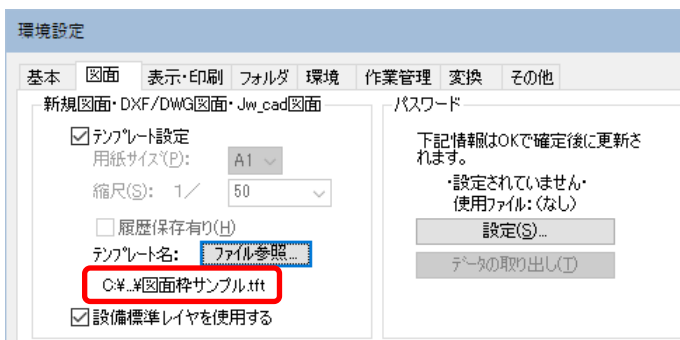 環境設定
基本 図面 表示・印刷 フォルダ 環境 作業管理 変換 その他
新規図面・DXF/DWG図面・Jw_cad図面
テンプレート設定
用紙サイズ(P): A1
縮尺(S): 1／ 50
履歴保存有り(H)
テンプレート名: ファイル参照...
C:¥...¥図面枠サンプル.tft
設備標準レイヤを使用する
パスワード
下記情報はOKで確定後に更新さ
れます。
・設定されていません・
使用ファイル:(なし)
設定(S)...
データの取り出し(T)